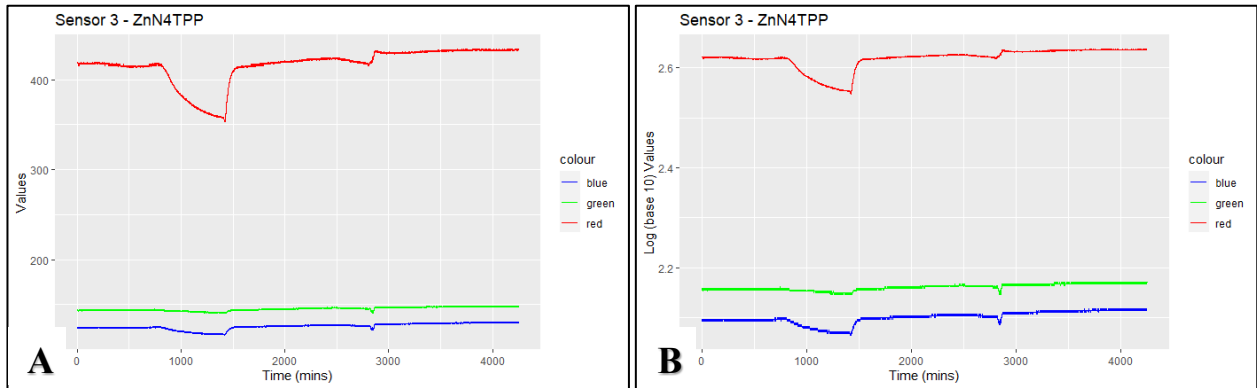 Sensor 3 - ZnN4TPP
400
300
200
Values
0
1000
2000
3000
4000
Time (mins)
colour
blue
green
red
A
Sensor 3 - ZnN4TPP
2.6
2.4
2.2
Log (base 10) Values
0
1000
2000
3000
4000
Time (mins)
colour
blue
green
red
B